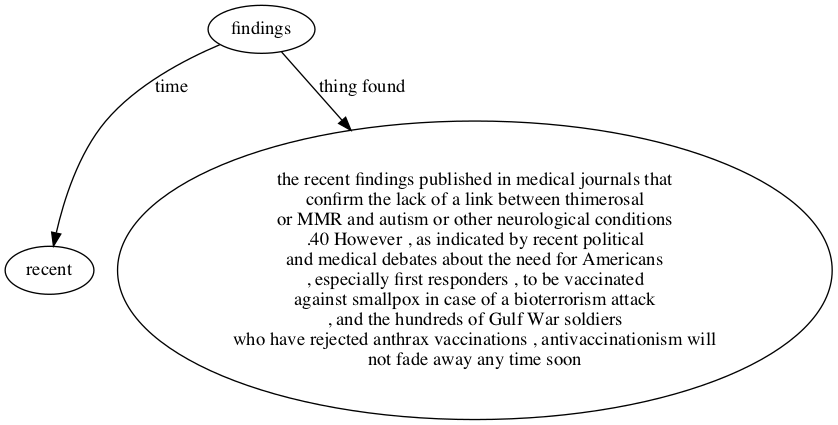 findings
time
thing found
the recent findings published in medical journals that
confirm the lack of a link between thimerosal
or MMR and autism or other neurological conditions
.40 However , as indicated by recent political
and medical debates about the need for Americans
, especially first responders , to be vaccinated
against smallpox in case of a bioterrorism attack
, and the hundreds of Gulf War soldiers
who have rejected anthrax vaccinations , antivaccinationism will
not fade away any time soon
recent